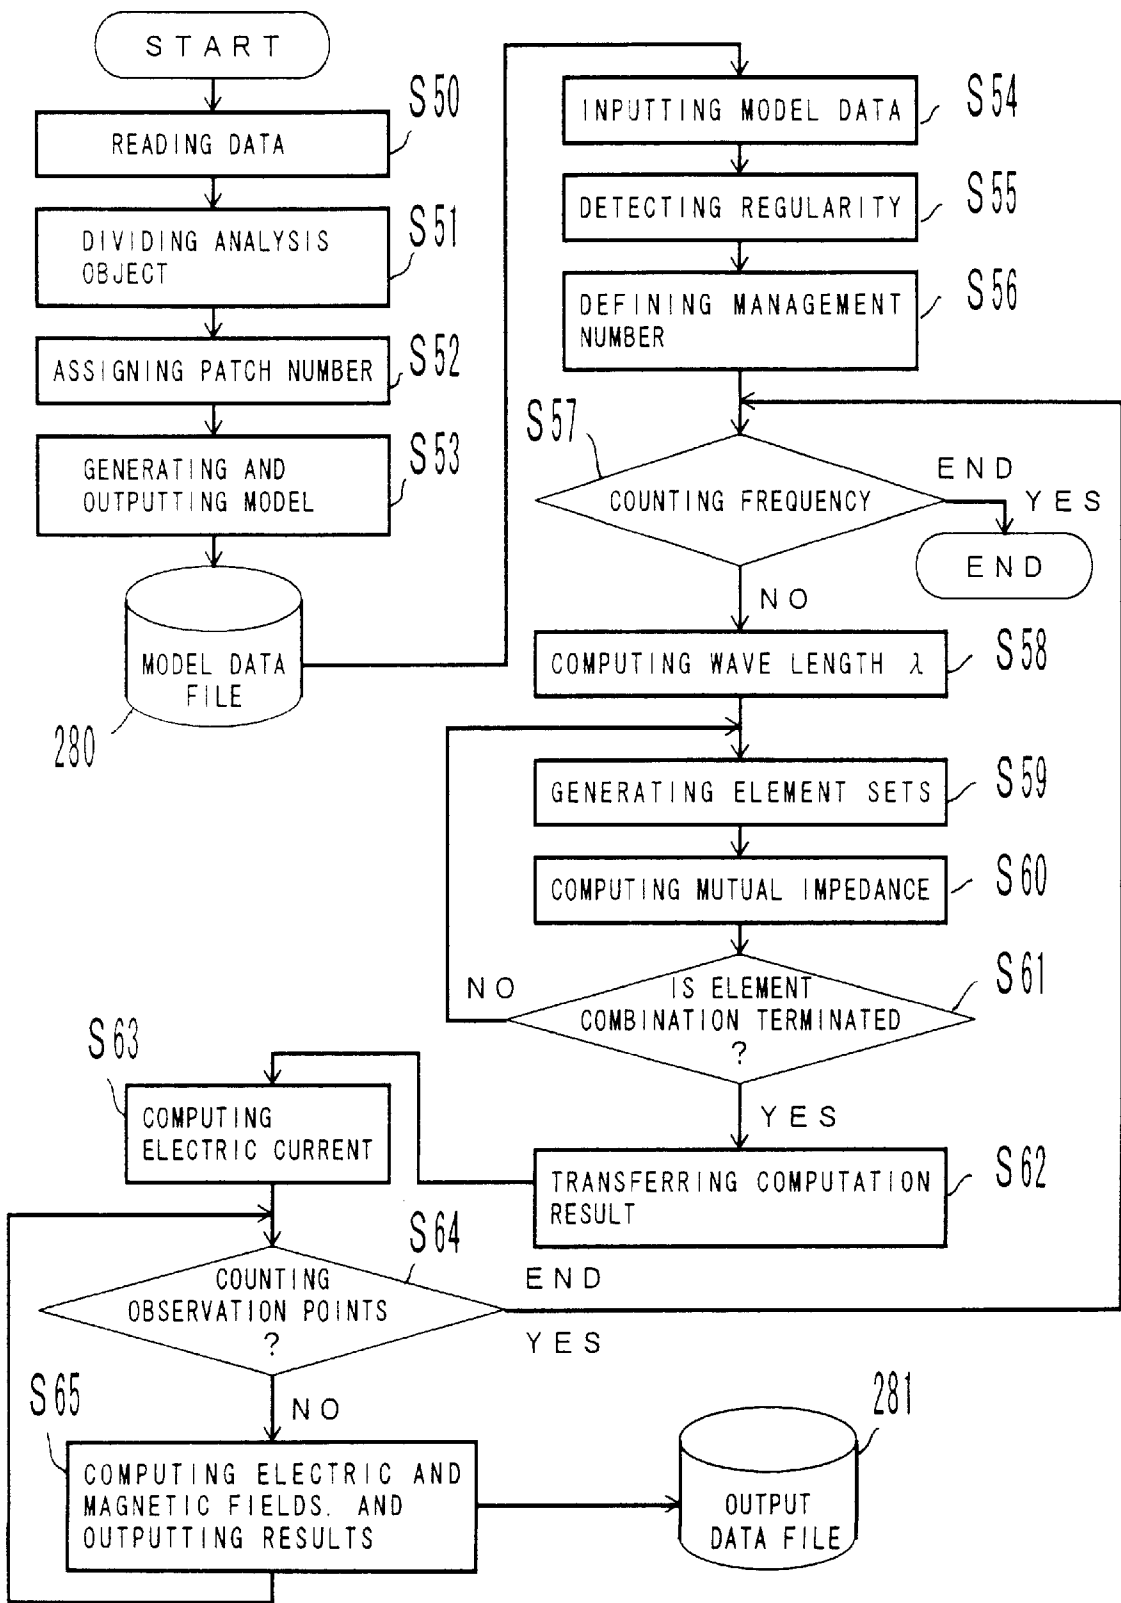 START
S50
READING DATA
S51
DIVIDING ANALYSIS
OBJECT
S52
ASSIGNING PATCH NUMBER
S53
GENERATING AND
OUTPUTTING MODEL
MODEL DATA
FILE
280
S54
INPUTTING MODEL DATA
S55
DETECTING REGULARITY
S56
DEFINING MANAGEMENT
NUMBER
S57
COUNTING FREQUENCY
END
YES
END
NO
S58
COMPUTING WAVE LENGTH λ
S59
GENERATING ELEMENT SETS
S60
COMPUTING MUTUAL IMPEDANCE
S61
NO
IS ELEMENT
COMBINATION TERMINATED
?
YES
S62
TRANSFERRING COMPUTATION
RESULT
S63
COMPUTING
ELECTRIC CURRENT
S64
COUNTING
OBSERVATION POINTS
?
END
YES
NO
S65
COMPUTING ELECTRIC AND
MAGNETIC FIELDS. AND
OUTPUTTING RESULTS
281
OUTPUT
DATA FILE